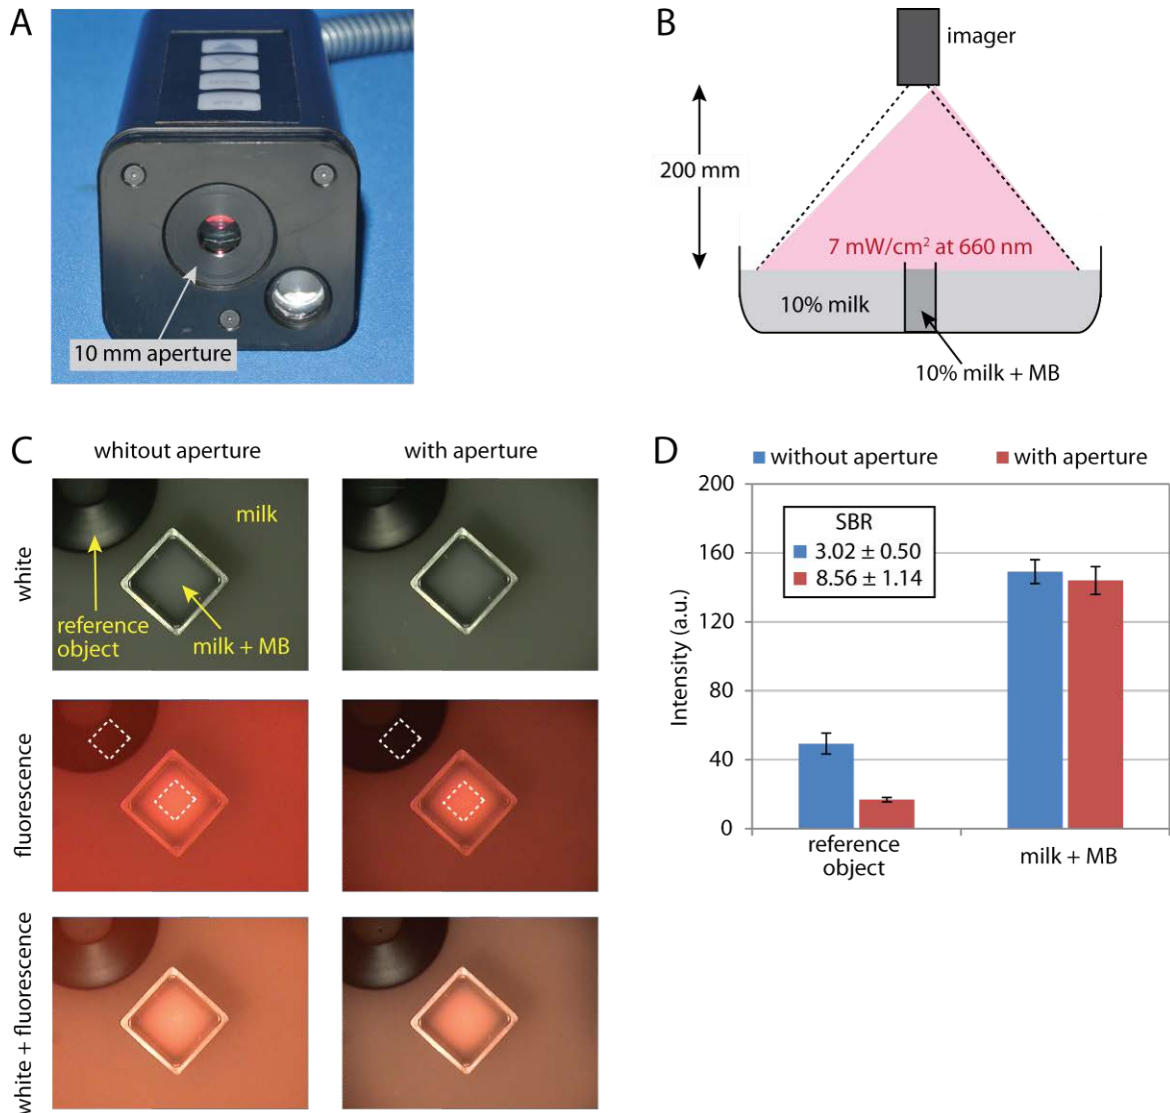 A
10 mm aperture
B
imager
200 mm
7 mW/cm² at 660 nm
10% milk
10% milk + MB
C
whitout aperture
with aperture
white
milk
reference
object
milk + MB
fluorescence
white + fluorescence
D
without aperture
with aperture
Intensity (a.u.)
200
160
120
80
40
0
SBR
3.02 ± 0.50
8.56 ± 1.14
reference
object
milk + MB